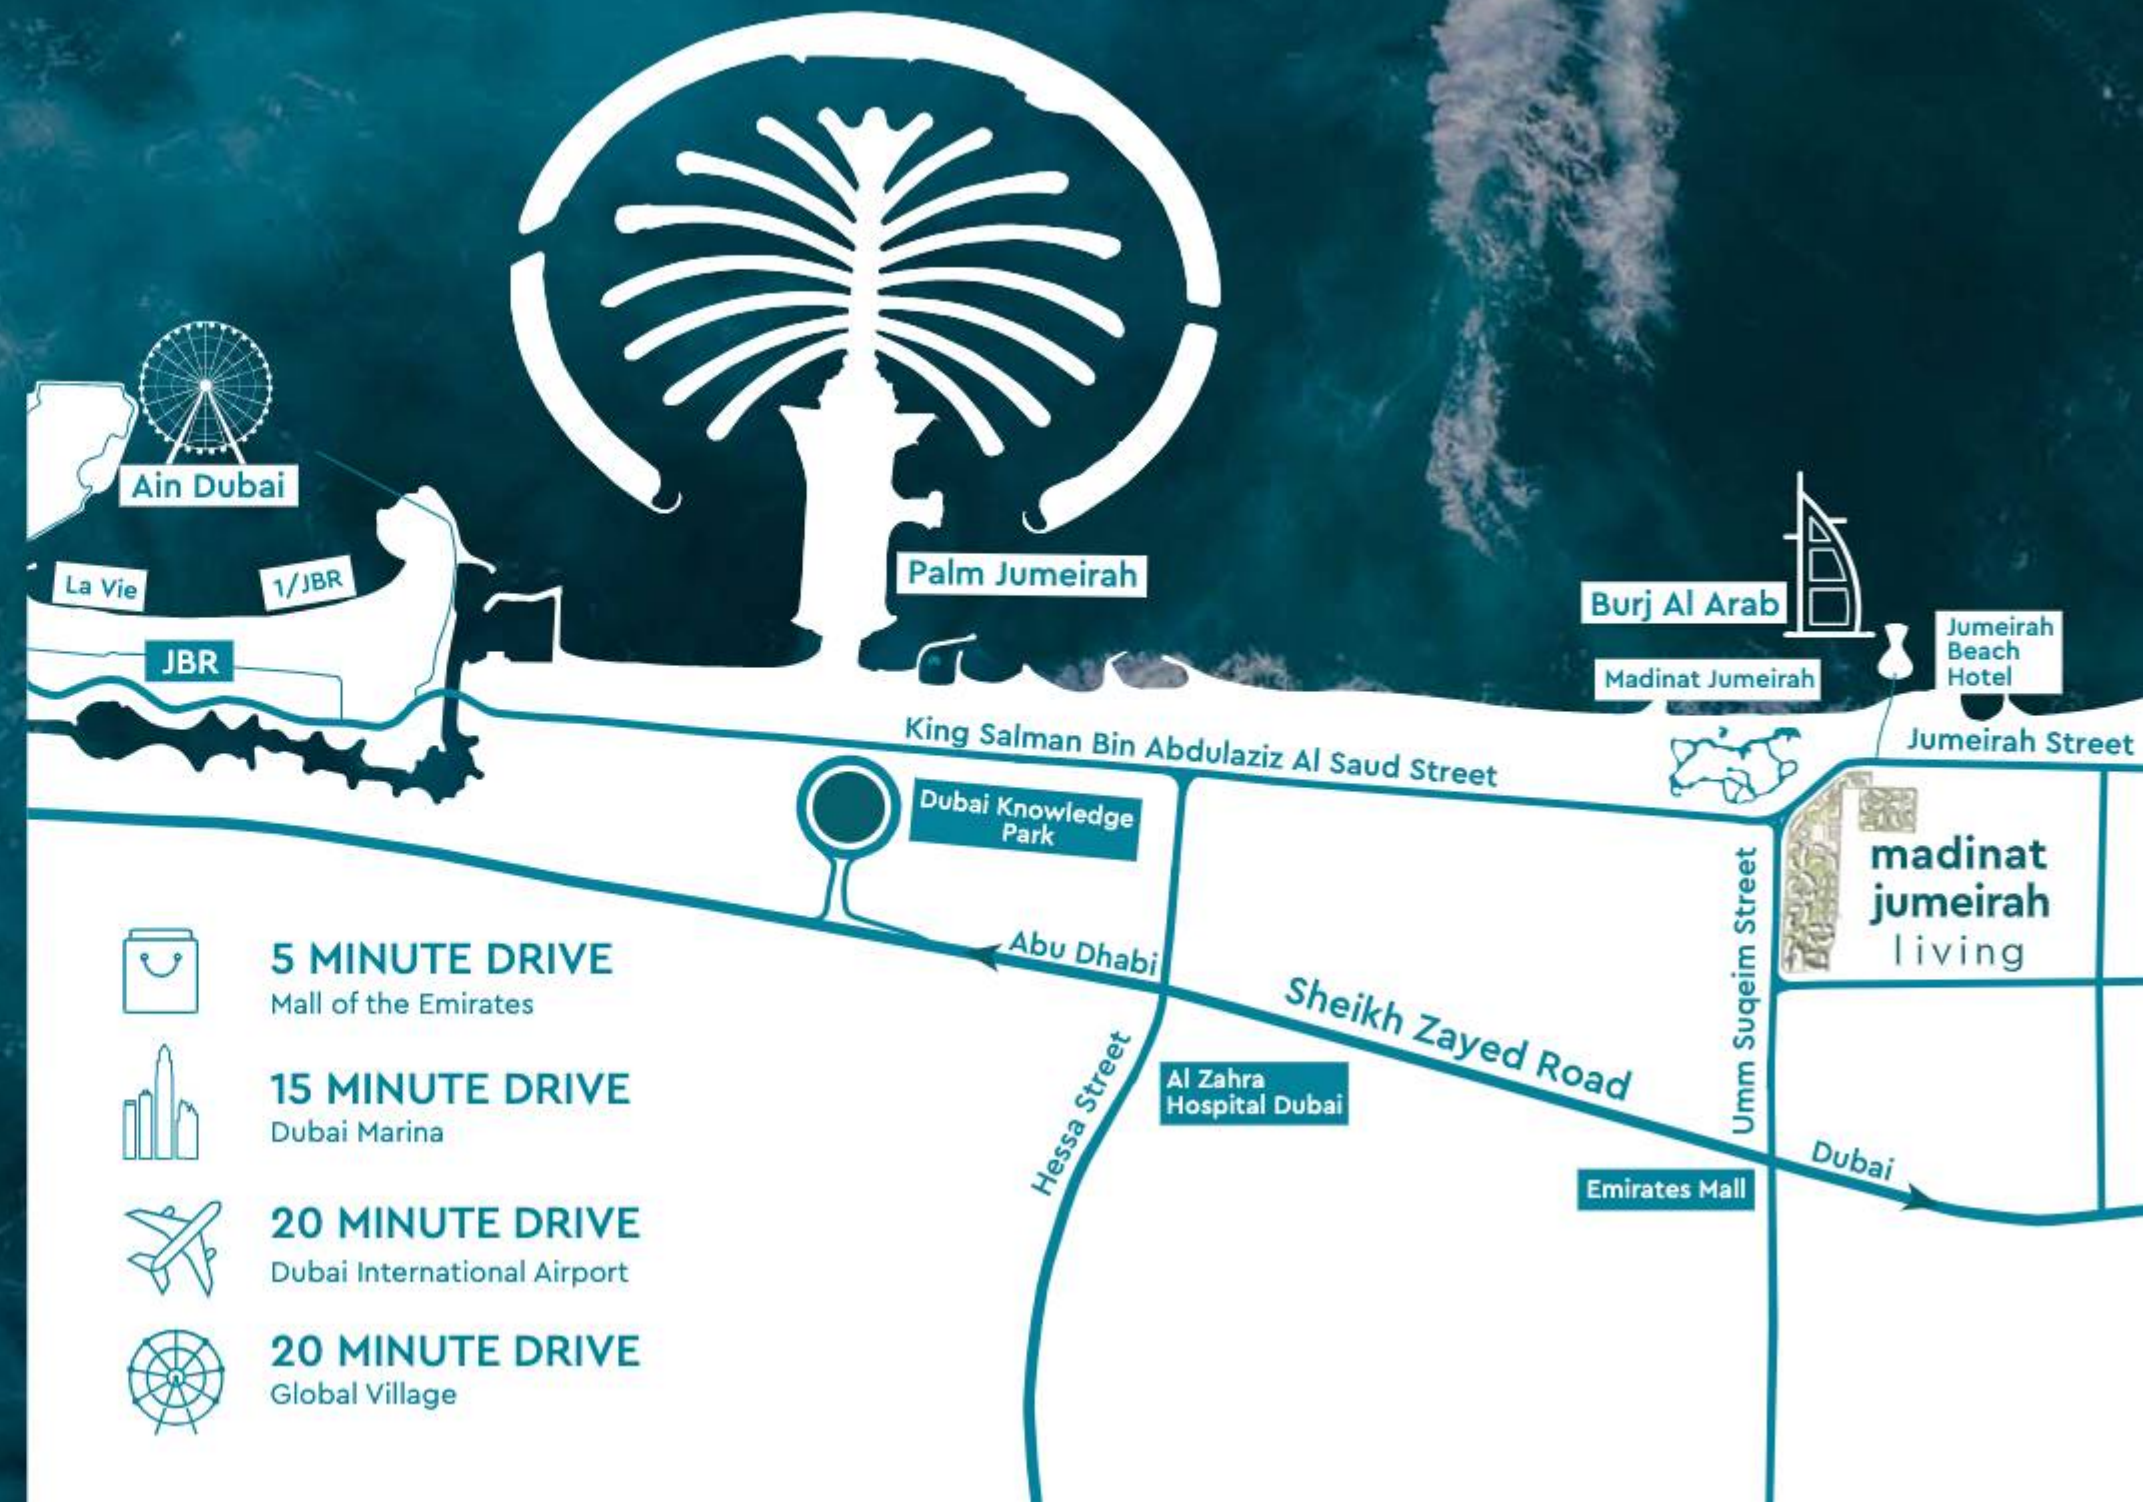 Ain Dubai
La Vie
1/JBR
JBR
Palm Jumeirah
Burj Al Arab
Jumeirah
Beach
Hotel
Madinat Jumeirah
King Salman Bin Abdulaziz Al Saud Street
Jumeirah Street
Dubai Knowledge
Park
madinat
jumeirah
living
Umm Suqeim Street
Abu Dhabi
Sheikh Zayed Road
Hessa Street
Al Zahra
Hospital Dubai
Dubai
Emirates Mall
5 MINUTE DRIVE
Mall of the Emirates
15 MINUTE DRIVE
Dubai Marina
20 MINUTE DRIVE
Dubai International Airport
20 MINUTE DRIVE
Global Village